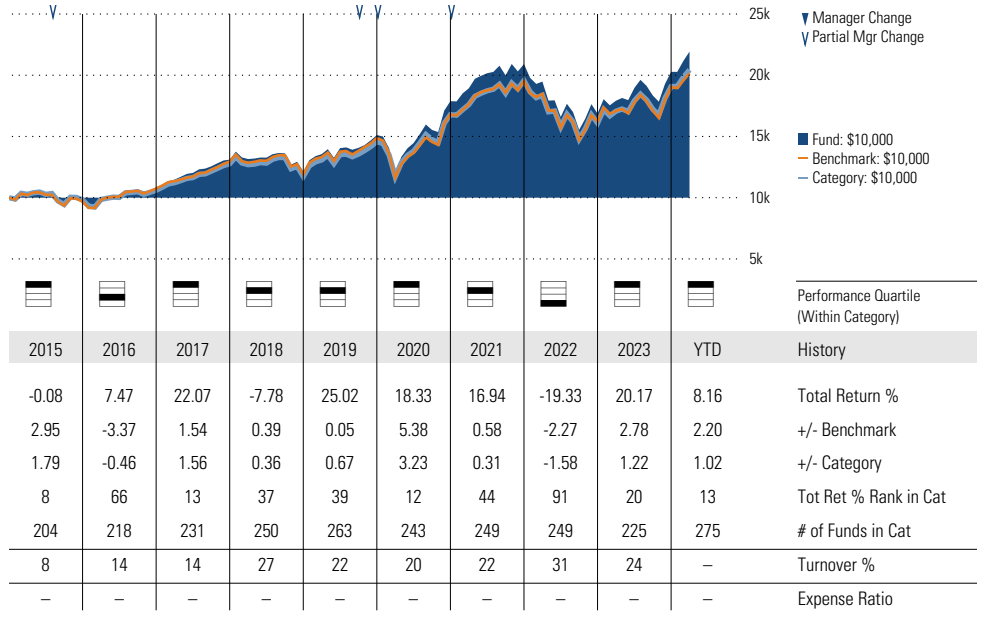 25k
Manager Change
Partial Mgr Change
20k
15k
Fund: $10,000
Benchmark: $10,000
Category: $10,000
10k
5k
Performance Quartile
(Within Category)
2015 2016 2017 2018 2019 2020 2021 2022 2023 YTD History
-0.08 7.47 22.07 -7.78 25.02 18.33 16.94 -19.33 20.17 8.16 Total Return %
2.95 -3.37 1.54 0.39 0.05 5.38 0.58 -2.27 2.78 2.20 +/- Benchmark
1.79 -0.46 1.56 0.36 0.67 3.23 0.31 -1.58 1.22 1.02 +/- Category
8 66 13 37 39 12 44 91 20 13 Tot Ret % Rank in Cat
204 218 231 250 263 243 249 249 225 275 # of Funds in Cat
8 14 14 27 22 20 22 31 24 – Turnover %
– – – – – – – – – – Expense Ratio